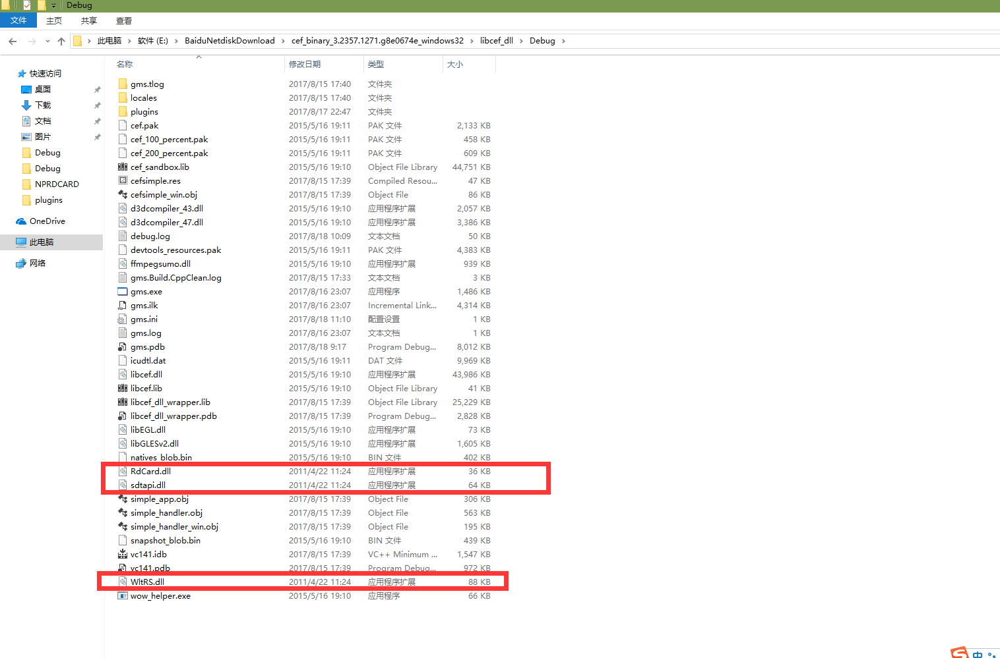 Debug
文件 主页 共享 查看
此电脑 软件 (E:) BaiduNetdiskDownload cef_binary_3.2357.1271.g8e0674e_windows32 libcef_dll Debug
快速访问
桌面
下载
文档
图片
Debug
Debug
NPRDCARD
plugins
OneDrive
此电脑
网络
名称 修改日期 类型 大小
gms.tlog 2017/8/15 17:40 文件夹
locales 2017/8/15 17:40 文件夹
plugins 2017/8/17 22:47 文件夹
cef.pak 2015/5/16 19:11 PAK 文件 2,133 KB
cef_100_percent.pak 2015/5/16 19:11 PAK 文件 458 KB
cef_200_percent.pak 2015/5/16 19:11 PAK 文件 609 KB
cef_sandbox.lib 2015/5/16 19:10 Object File Library 44,751 KB
cefsimple.res 2017/8/15 17:39 Compiled Resou... 47 KB
cefsimple_win.obj 2017/8/15 17:39 Object File 86 KB
d3dcompiler_43.dll 2015/5/16 19:10 应用程序扩展 2,057 KB
d3dcompiler_47.dll 2015/5/16 19:10 应用程序扩展 3,386 KB
debug.log 2017/8/18 10:09 文本文档 50 KB
devtools_resources.pak 2015/5/16 19:11 PAK 文件 4,383 KB
ffmpegsumo.dll 2015/5/16 19:10 应用程序扩展 939 KB
gms.Build.CppClean.log 2017/8/15 17:33 文本文档 3 KB
gms.exe 2017/8/16 23:07 应用程序 1,486 KB
gms.ilk 2017/8/16 23:07 Incremental Link... 4,314 KB
gms.ini 2017/8/18 11:10 配置设置 1 KB
gms.log 2017/8/16 23:07 文本文档 1 KB
gms.pdb 2017/8/18 9:17 Program Debug... 8,012 KB
icudtl.dat 2015/5/16 19:11 DAT 文件 9,969 KB
libcef.dll 2015/5/16 19:10 应用程序扩展 43,986 KB
libcef.lib 2015/5/16 19:10 Object File Library 41 KB
libcef_dll_wrapper.lib 2017/8/15 17:39 Object File Library 25,229 KB
libcef_dll_wrapper.pdb 2017/8/15 17:39 Program Debug... 2,828 KB
libEGL.dll 2015/5/16 19:10 应用程序扩展 73 KB
libGLESv2.dll 2015/5/16 19:10 应用程序扩展 1,605 KB
natives_blob.bin 2015/5/16 19:10 BIN 文件 402 KB
RdCard.dll 2011/4/22 11:24 应用程序扩展 36 KB
sdtapi.dll 2011/4/22 11:24 应用程序扩展 64 KB
simple_app.obj 2017/8/15 17:39 Object File 306 KB
simple_handler.obj 2017/8/15 17:39 Object File 563 KB
simple_handler_win.obj 2017/8/15 17:39 Object File 195 KB
snapshot_blob.bin 2015/5/16 19:10 BIN 文件 439 KB
vc141.idb 2017/8/15 17:39 VC++ Minimum ... 1,547 KB
vc141.pdb 2017/8/15 17:39 Program Debug... 972 KB
WltRS.dll 2011/4/22 11:24 应用程序扩展 88 KB
wow_helper.exe 2015/5/16 19:10 应用程序 66 KB
中